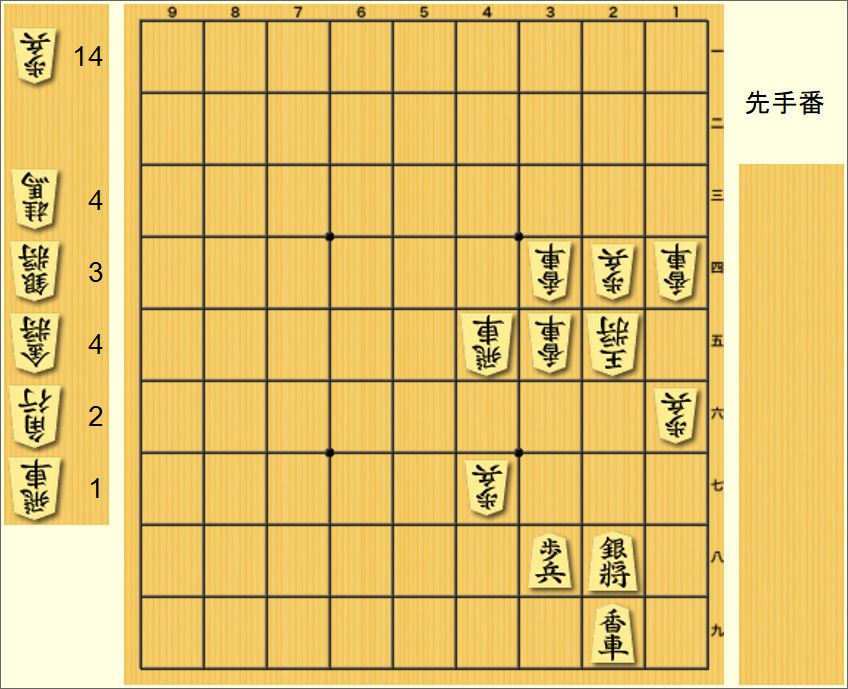 9 8 7 6 5 4 3 2 1
歩兵 14
桂馬 4
銀将 3
金将 4
角行 2
飛車 1
先手番
一
二
三
四
五
六
七
八
九
香車 歩兵 香車
飛車 香車 王将
歩兵
歩兵
歩兵 銀将
香車